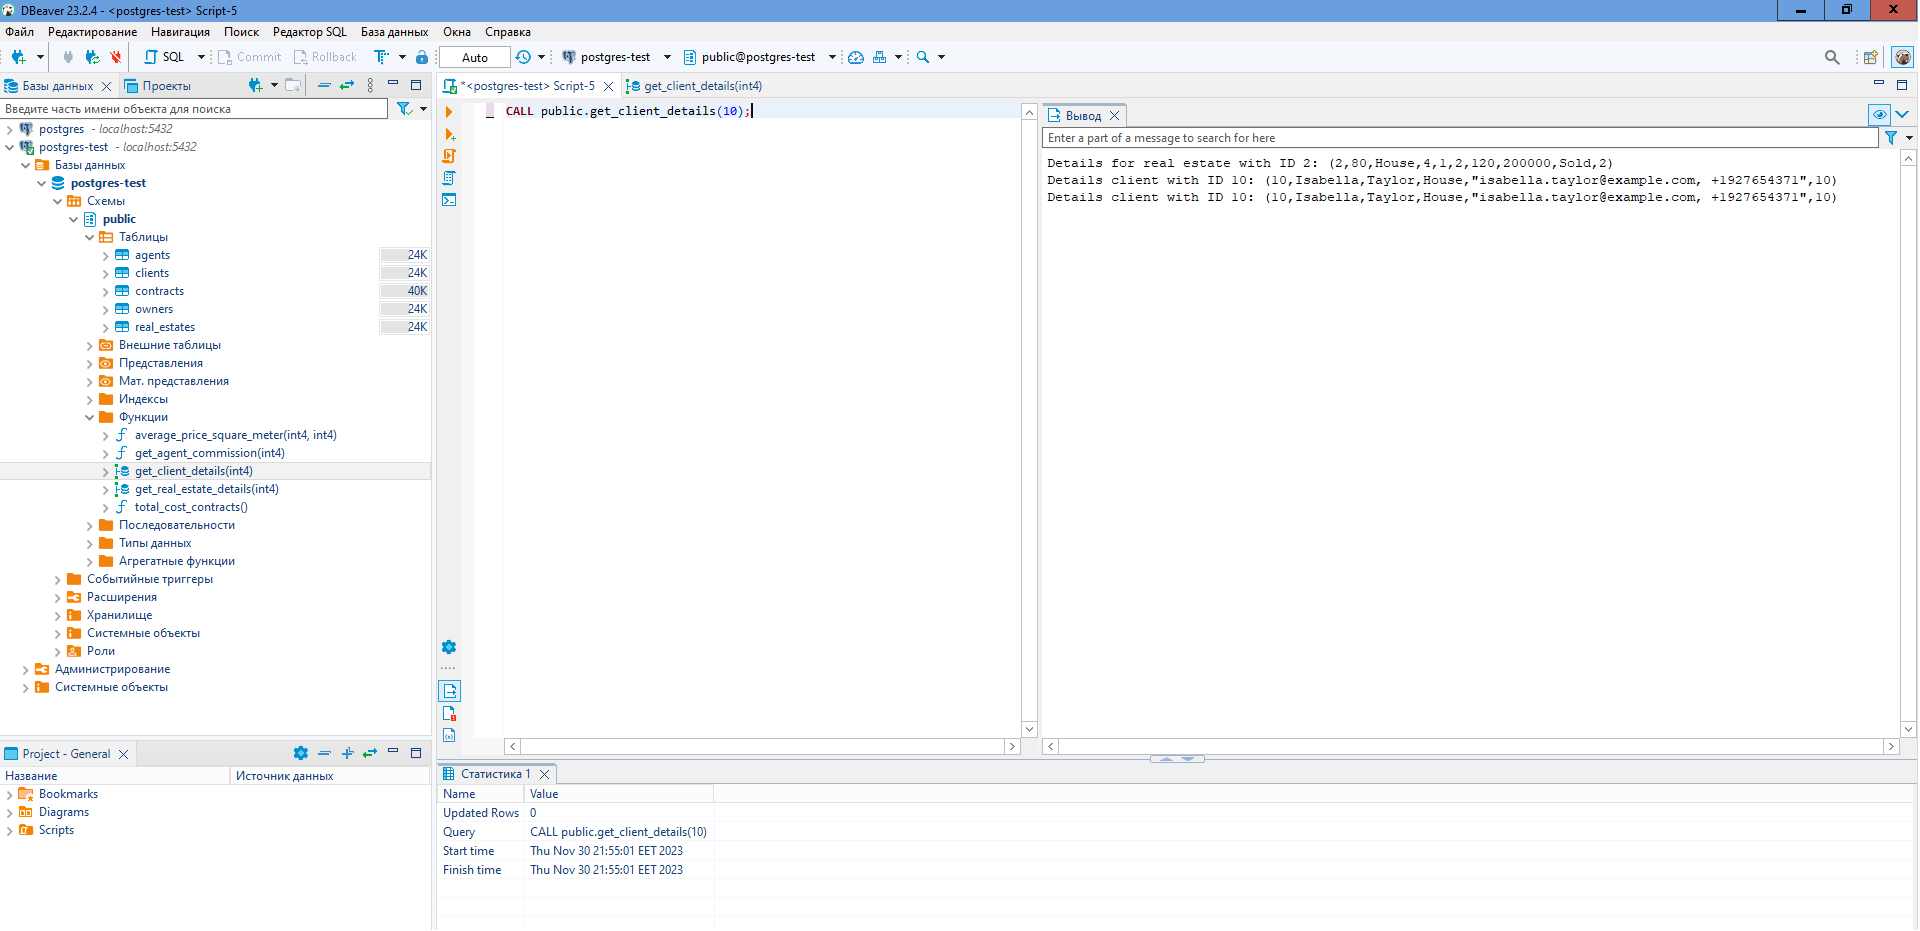 DBeaver 23.2.4 - <postgres-test> Script-5
Файл Редактирование Навигация Поиск Редактор SQL База данных Окна Справка
SQL Commit Rollback Auto postgres-test public@postgres-test
Базы данных Проекты
Введите часть имени объекта для поиска
postgres - localhost:5432
postgres-test - localhost:5432
Базы данных
postgres-test
Схемы
public
Таблицы
agents 24K
clients 24K
contracts 40K
owners 24K
real_estates 24K
Внешние таблицы
Представления
Мат. представления
Индексы
Функции
average_price_square_meter(int4, int4)
get_agent_commission(int4)
get_client_details(int4)
get_real_estate_details(int4)
total_cost_contracts()
Последовательности
Типы данных
Агрегатные функции
Событийные триггеры
Расширения
Хранилище
Системные объекты
Роли
Администрирование
Системные объекты
Project - General
Название Источник данных
Bookmarks
Diagrams
Scripts
*<postgres-test> Script-5 get_client_details(int4)
CALL public.get_client_details(10);
Вывод
Enter a part of a message to search for here
Details for real estate with ID 2: (2,80,House,4,1,2,120,200000,Sold,2)
Details client with ID 10: (10,Isabella,Taylor,House,"isabella.taylor@example.com, +1927654371",10)
Details client with ID 10: (10,Isabella,Taylor,House,"isabella.taylor@example.com, +1927654371",10)
Статистика 1
Name Value
Updated Rows 0
Query CALL public.get_client_details(10)
Start time Thu Nov 30 21:55:01 EET 2023
Finish time Thu Nov 30 21:55:01 EET 2023